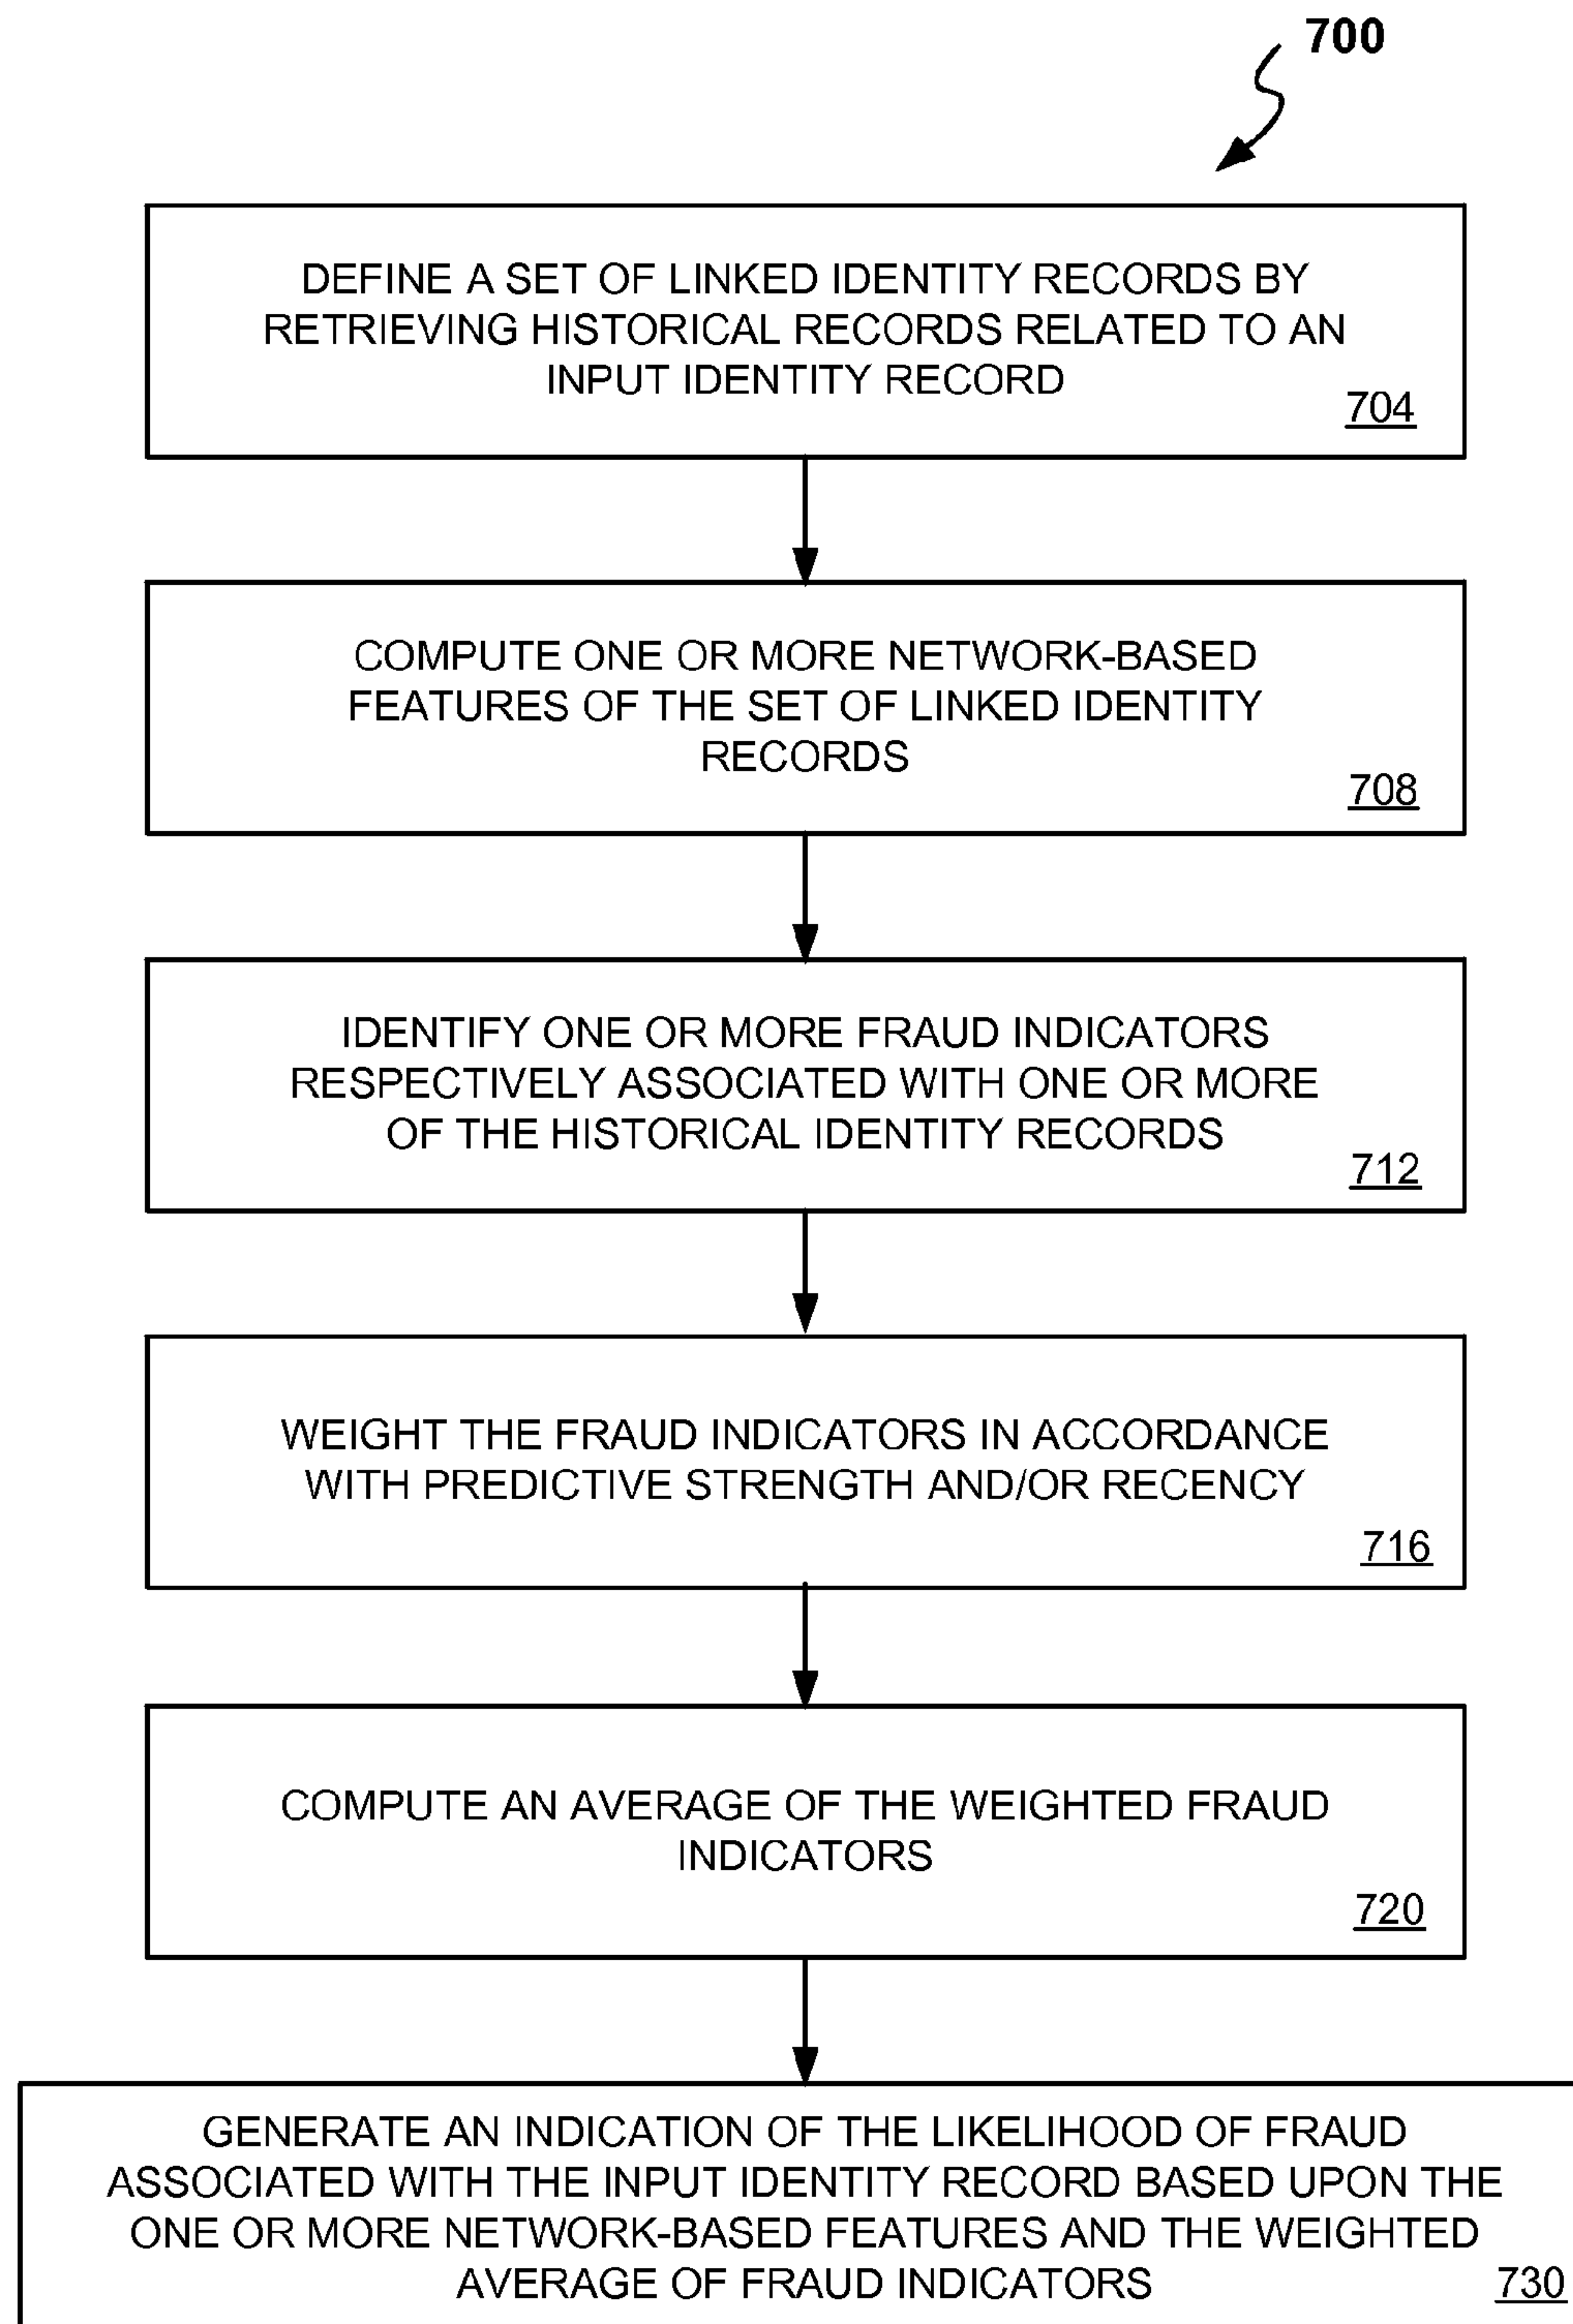 700
DEFINE A SET OF LINKED IDENTITY RECORDS BY
RETRIEVING HISTORICAL RECORDS RELATED TO AN
INPUT IDENTITY RECORD
704
COMPUTE ONE OR MORE NETWORK-BASED
FEATURES OF THE SET OF LINKED IDENTITY
RECORDS
708
IDENTIFY ONE OR MORE FRAUD INDICATORS
RESPECTIVELY ASSOCIATED WITH ONE OR MORE
OF THE HISTORICAL IDENTITY RECORDS
712
WEIGHT THE FRAUD INDICATORS IN ACCORDANCE
WITH PREDICTIVE STRENGTH AND/OR RECENCY
716
COMPUTE AN AVERAGE OF THE WEIGHTED FRAUD
INDICATORS
720
GENERATE AN INDICATION OF THE LIKELIHOOD OF FRAUD
ASSOCIATED WITH THE INPUT IDENTITY RECORD BASED UPON THE
ONE OR MORE NETWORK-BASED FEATURES AND THE WEIGHTED
AVERAGE OF FRAUD INDICATORS
730